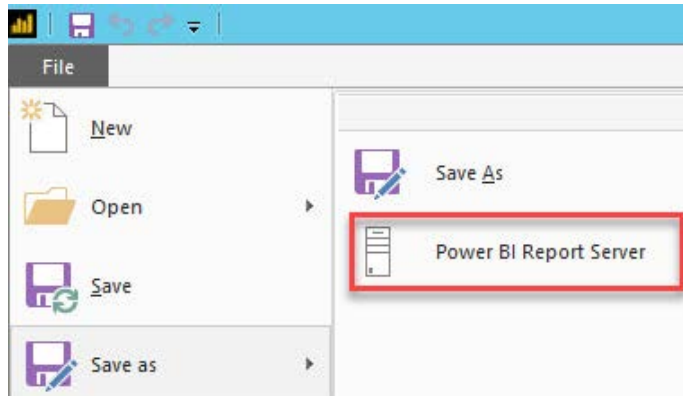 File
New
Open
Save
Save as
Save As
Power BI Report Server